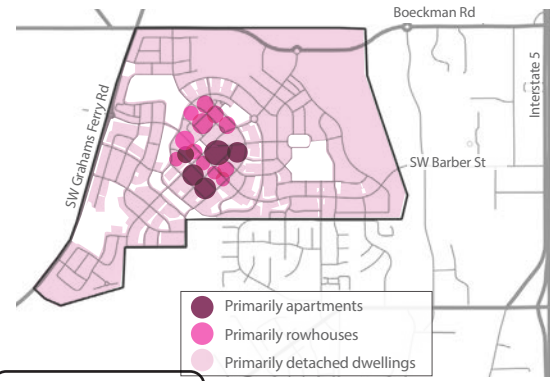 Boeckman Rd
SW Grahams Ferry Rd
Interstate 5
SW Barber St
Primarily apartments
Primarily rowhouses
Primarily detached dwellings